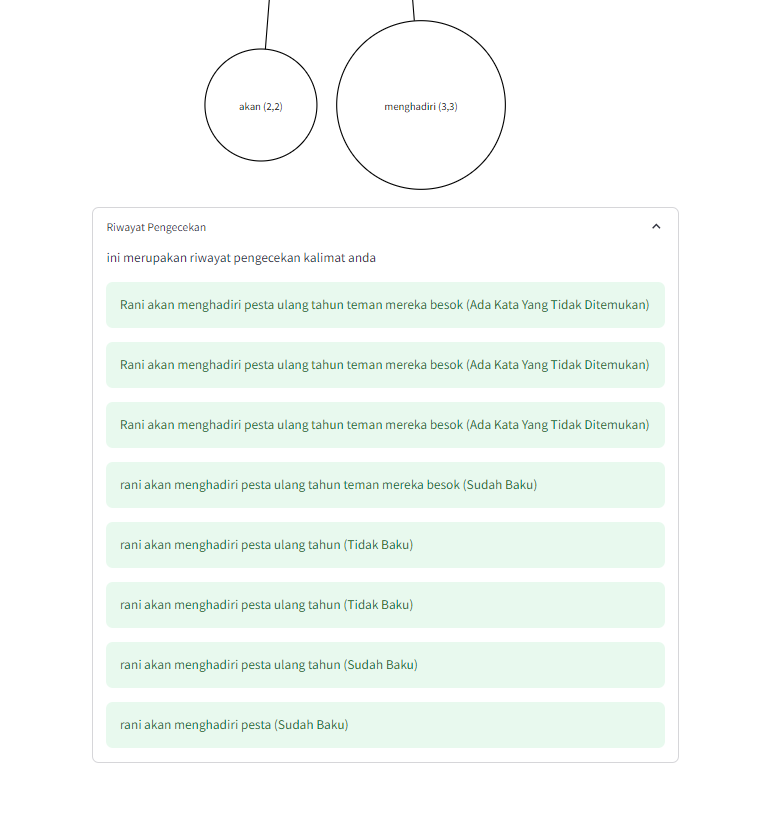 akan (2,2)
menghadiri (3,3)
Riwayat Pengecekan
ini merupakan riwayat pengecekan kalimat anda
Rani akan menghadiri pesta ulang tahun teman mereka besok (Ada Kata Yang Tidak Ditemukan)
Rani akan menghadiri pesta ulang tahun teman mereka besok (Ada Kata Yang Tidak Ditemukan)
Rani akan menghadiri pesta ulang tahun teman mereka besok (Ada Kata Yang Tidak Ditemukan)
rani akan menghadiri pesta ulang tahun teman mereka besok (Sudah Baku)
rani akan menghadiri pesta ulang tahun (Tidak Baku)
rani akan menghadiri pesta ulang tahun (Tidak Baku)
rani akan menghadiri pesta ulang tahun (Sudah Baku)
rani akan menghadiri pesta (Sudah Baku)